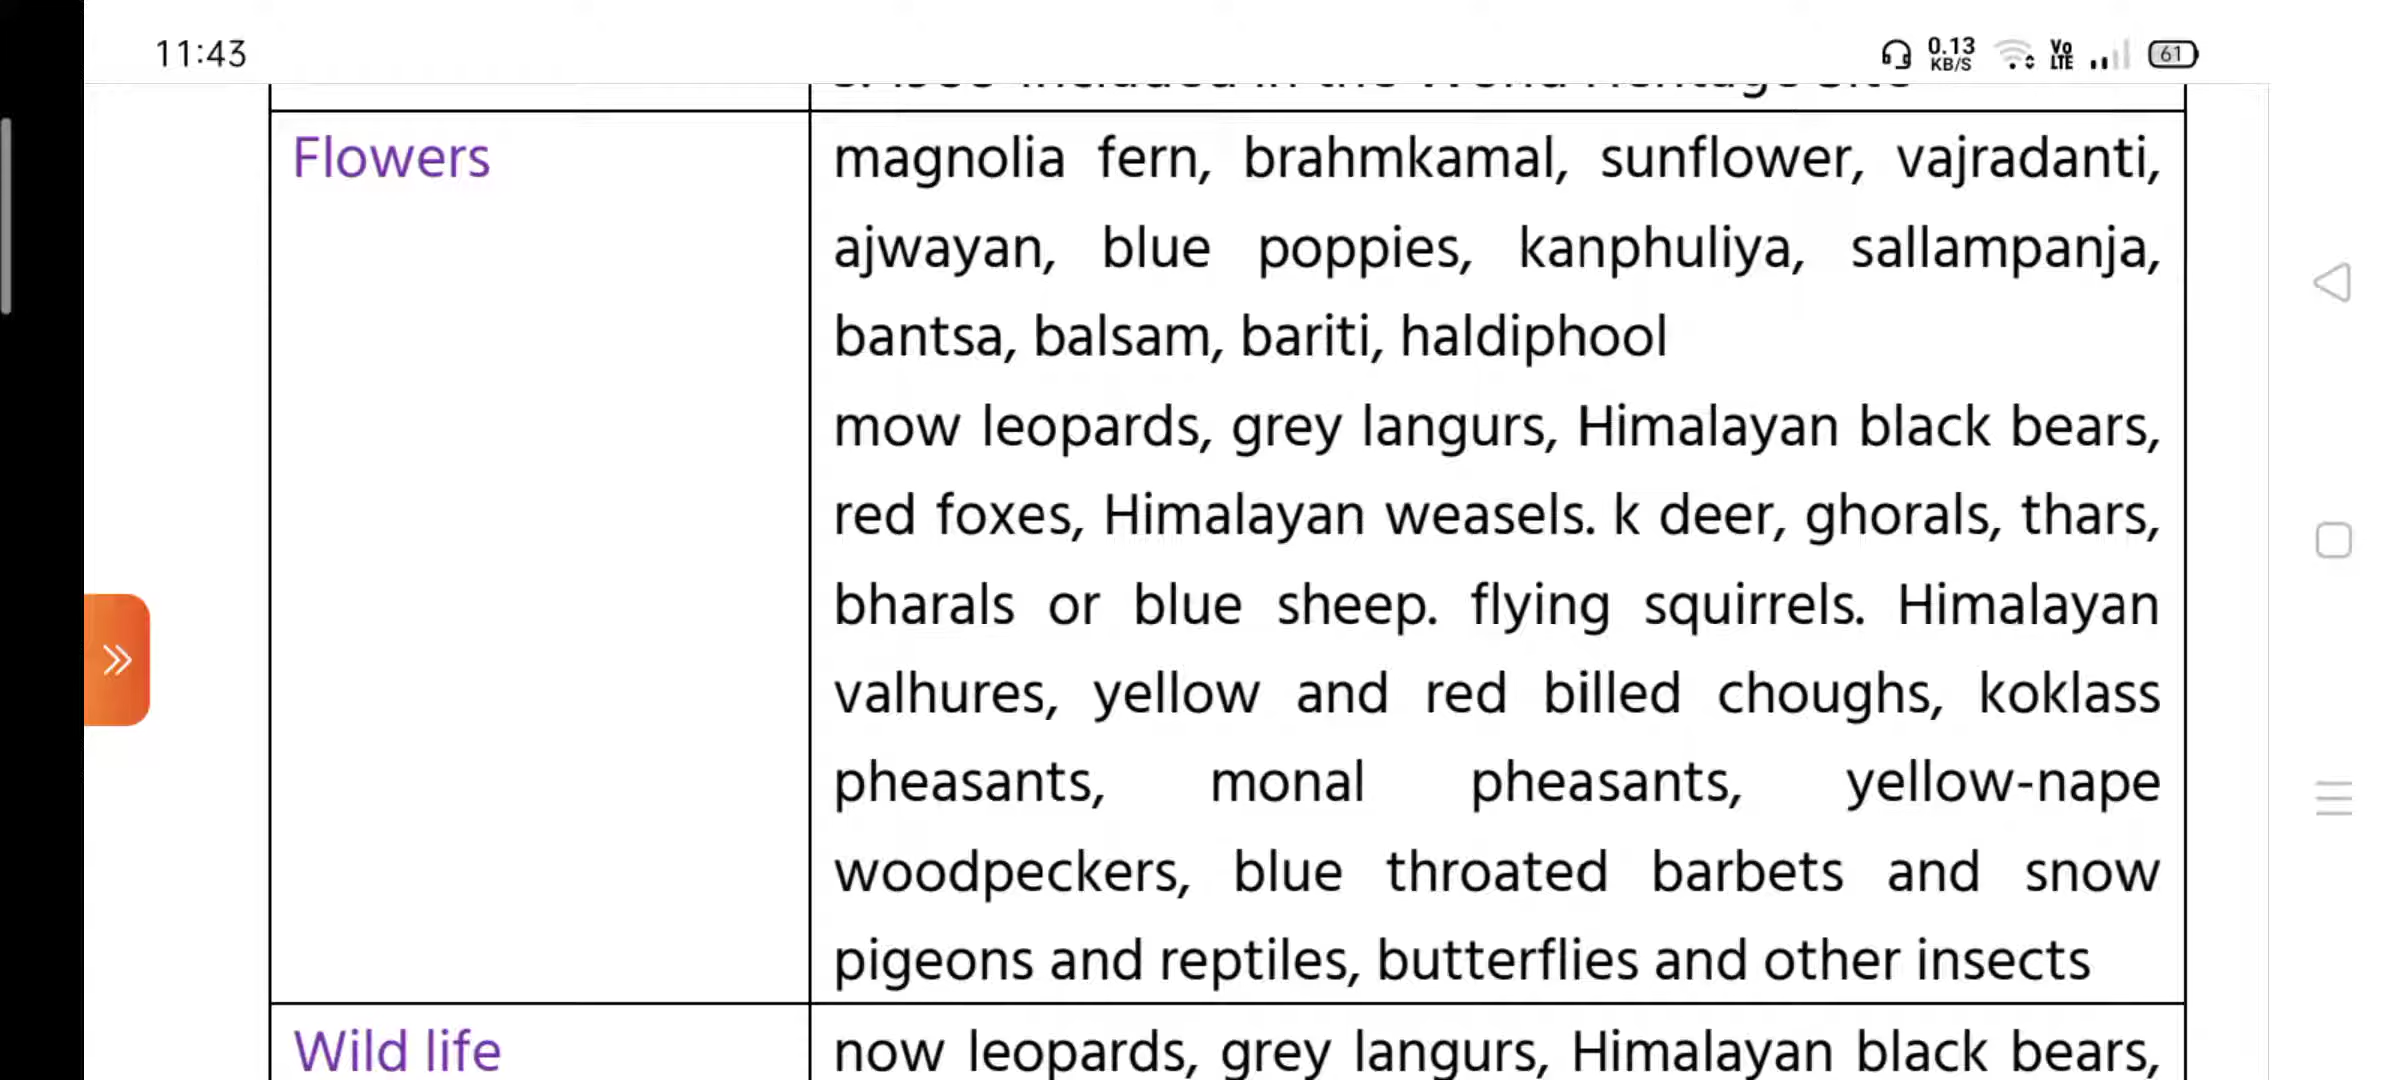 11:43
0.13
KB/S
Vo
LTE
61
Flowers
magnolia fern, brahmkamal, sunflower, vajradanti,
ajwayan, blue poppies, kanphuliya, sallampanja,
bantsa, balsam, bariti, haldiphool
mow leopards, grey langurs, Himalayan black bears,
red foxes, Himalayan weasels. k deer, ghorals, thars,
bharals or blue sheep. flying squirrels. Himalayan
valhures, yellow and red billed choughs, koklass
pheasants, monal pheasants, yellow-nape
woodpeckers, blue throated barbets and snow
pigeons and reptiles, butterflies and other insects
Wild life
now leopards, grey langurs, Himalayan black bears,